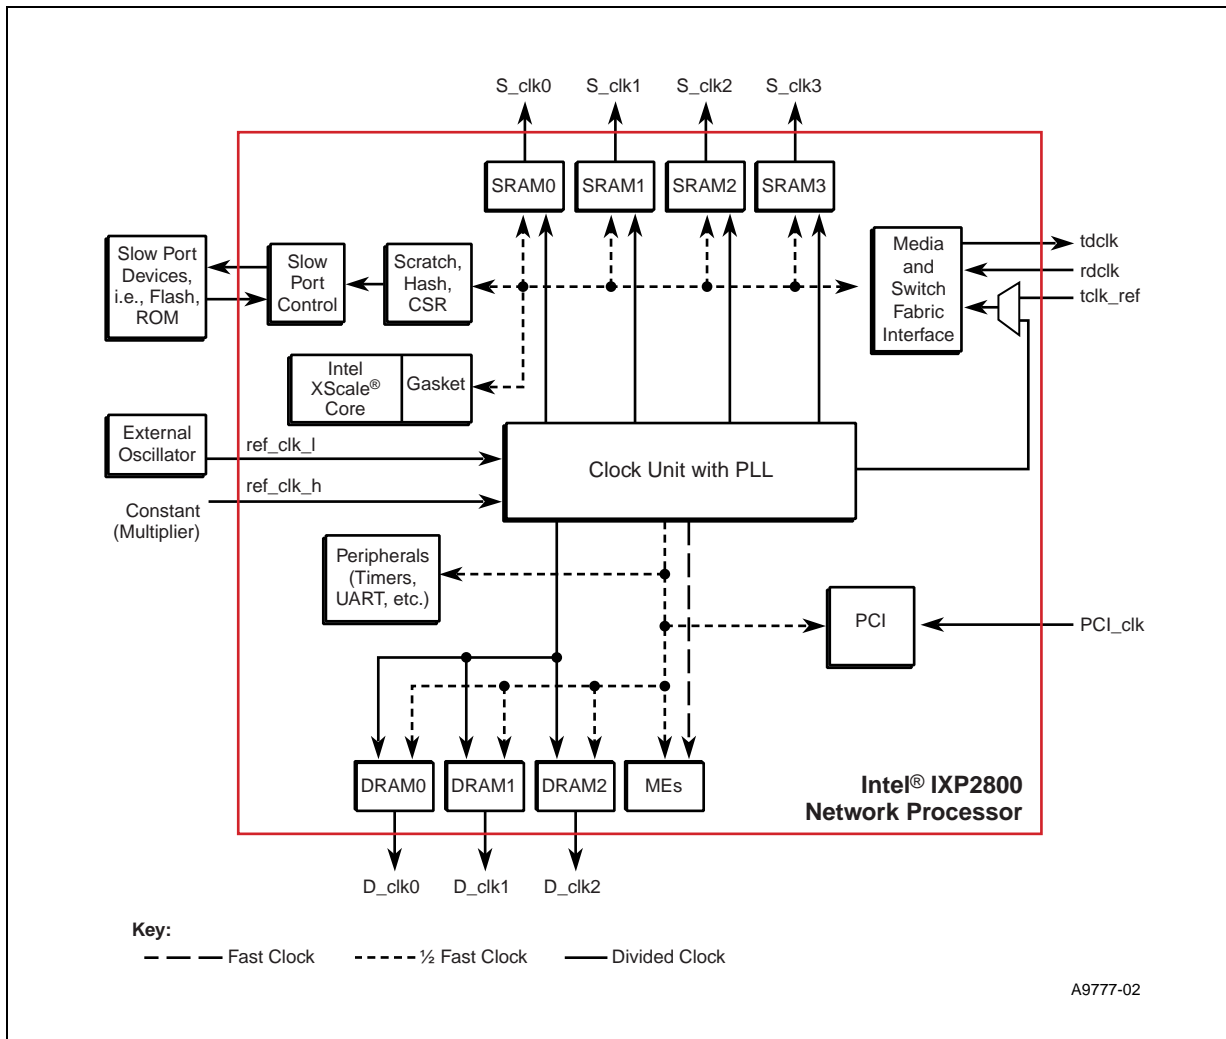 S_clk0 S_clk1 S_clk2 S_clk3
SRAM0 SRAM1 SRAM2 SRAM3
Slow Port
Devices,
i.e., Flash,
ROM
Slow
Port
Control
Scratch,
Hash,
CSR
Media
and
Switch
Fabric
Interface
tdclk
rdclk
tclk_ref
Intel
XScale®
Core
Gasket
External
Oscillator
ref_clk_l
ref_clk_h
Constant
(Multiplier)
Clock Unit with PLL
Peripherals
(Timers,
UART, etc.)
PCI
PCI_clk
DRAM0 DRAM1 DRAM2 MEs
Intel® IXP2800
Network Processor
D_clk0 D_clk1 D_clk2
Key:
Fast Clock ½ Fast Clock Divided Clock
A9777-02